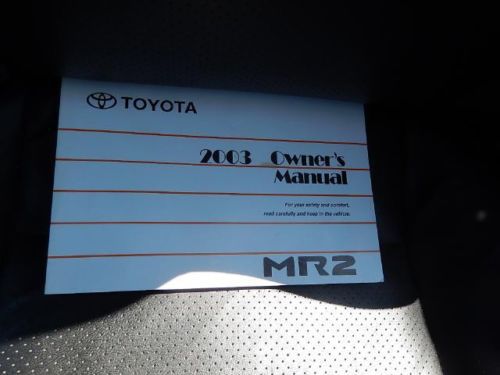 TOYOTA
2003 Owner's
Manual
For your safety and comfort,
read carefully and keep in the vehicle.
MR2